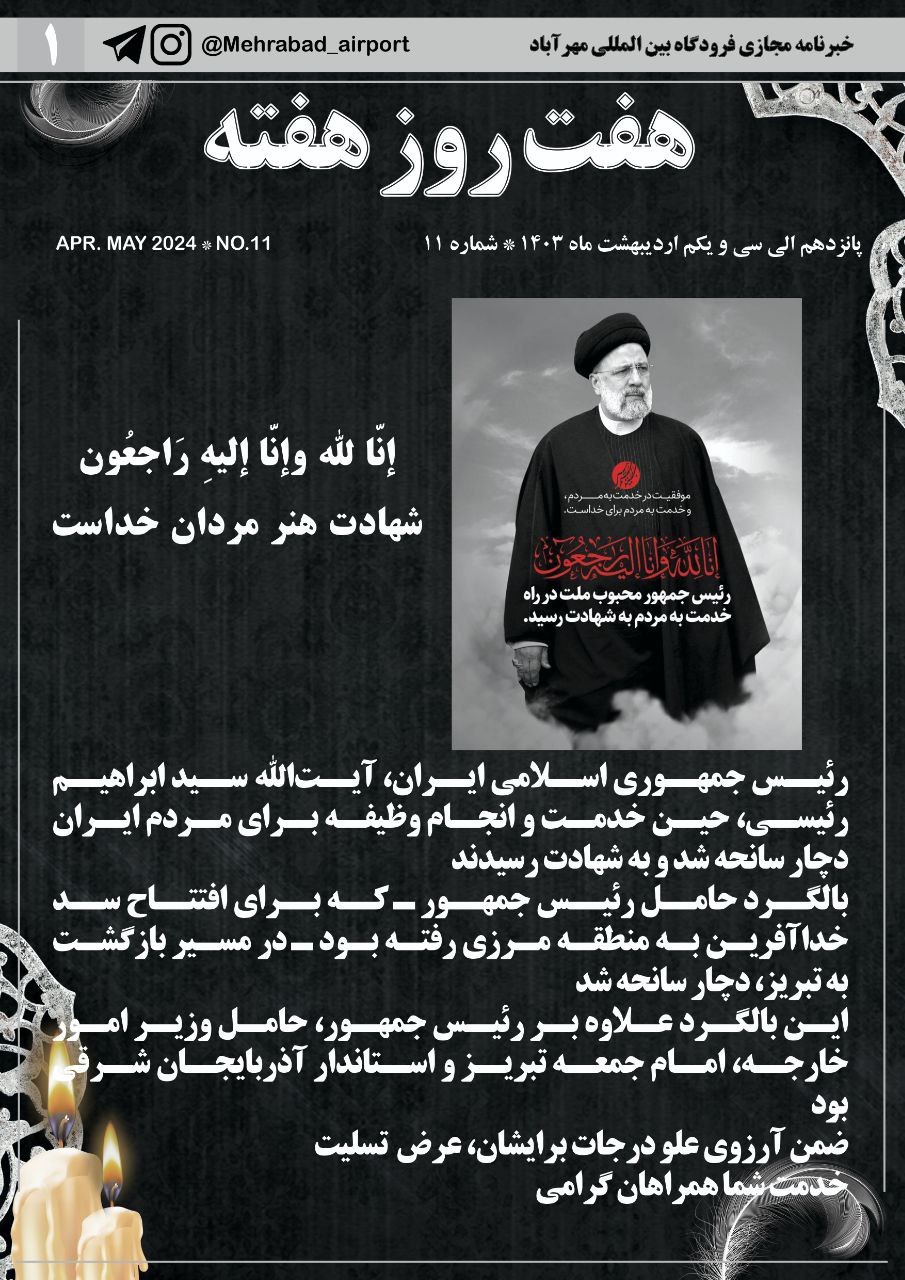 خبرنامه مجازی فرودگاه بین المللی مهرآباد
@Mehrabad_airport
۱
هفت روز هفته
پانزدهم الی سی و یکم اردیبهشت ماه ۱۴۰۳ * شماره ۱۱
APR. MAY 2024 * NO.11
موفقیت در خدمت به مـــردم،
و خدمت به مردم برای خداست.
إنا لله وإنا إلیه راجعون
رئیس جمهور محبوب ملت در راه
خدمت به مردم به شهادت رسید.
إنّا لله وإنّا إلیهِ رَاجعُون
شهادت هنر مردان خداست
رئیس جمهوری اسلامی ایران، آیت‌الله سید ابراهیم
رئیسی، حین خدمت و انجام وظیفه برای مردم ایران
دچار سانحه شد و به شهادت رسیدند
بالگرد حامل رئیس جمهور ـ که برای افتتاح سد
خداآفرین به منطقه مرزی رفته بود ـ در مسیر بازگشت
به تبریز، دچار سانحه شد
این بالگرد علاوه بر رئیس جمهور، حامل وزیر امور
خارجه، امام جمعه تبریز و استاندار آذربایجان شرقی
بود
ضمن آرزوی علو درجات برایشان، عرض تسلیت
خدمت شما همراهان گرامی